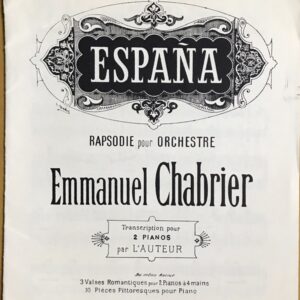 ESPAÑA
RAPSODIE pour ORCHESTRE
Emmanuel Chabrier
Transcription pour
2 PIANOS
par L'AUTEUR
Du même Auteur
3 Valses Romantiques pour 2 Pianos à 4 mains
10 Pièces Pittoresques pour Piano